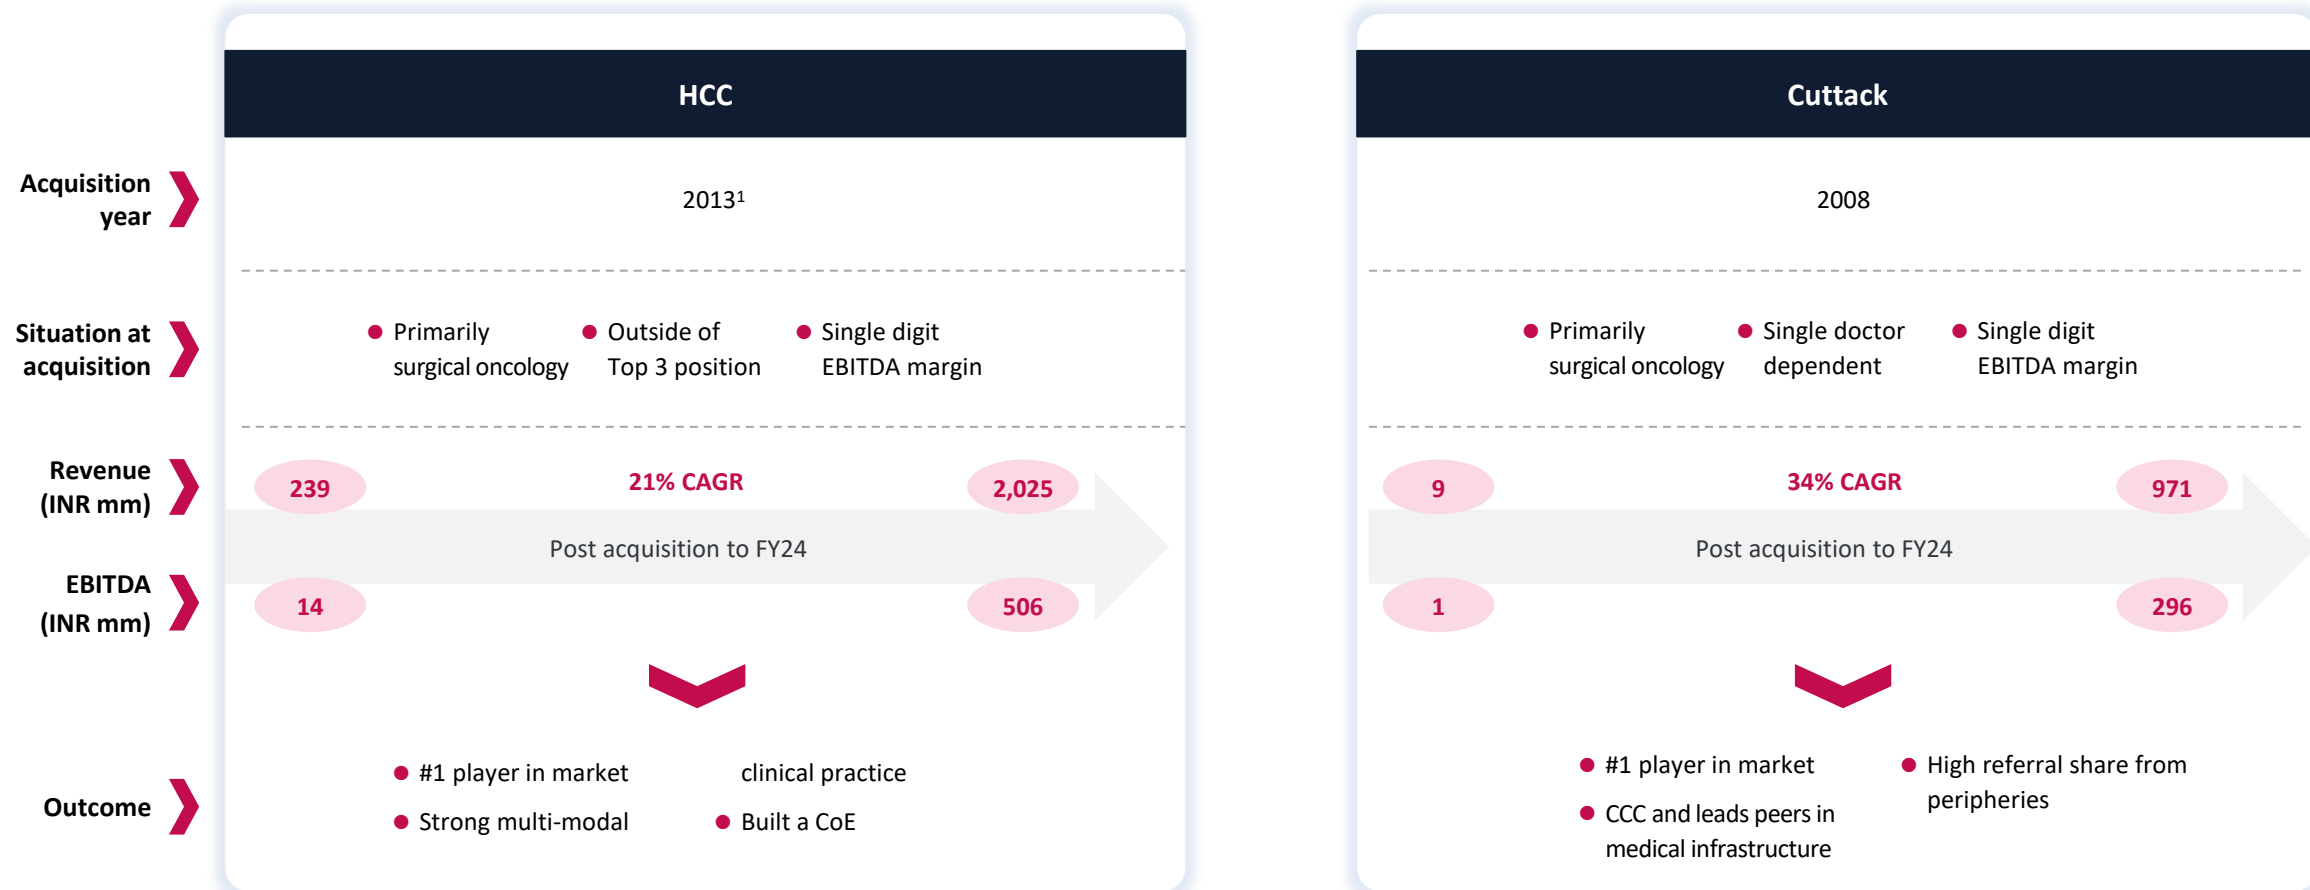 HCC
Cuttack
Acquisition
year
2013¹
2008
Situation at
acquisition
● Primarily
surgical oncology
● Outside of
Top 3 position
● Single digit
EBITDA margin
● Primarily
surgical oncology
● Single doctor
dependent
● Single digit
EBITDA margin
Revenue
(INR mm)
239
21% CAGR
2,025
9
34% CAGR
971
Post acquisition to FY24
Post acquisition to FY24
EBITDA
(INR mm)
14
506
1
296
Outcome
● #1 player in market
● Strong multi-modal
clinical practice
● Built a CoE
● #1 player in market
● CCC and leads peers in
medical infrastructure
● High referral share from
peripheries